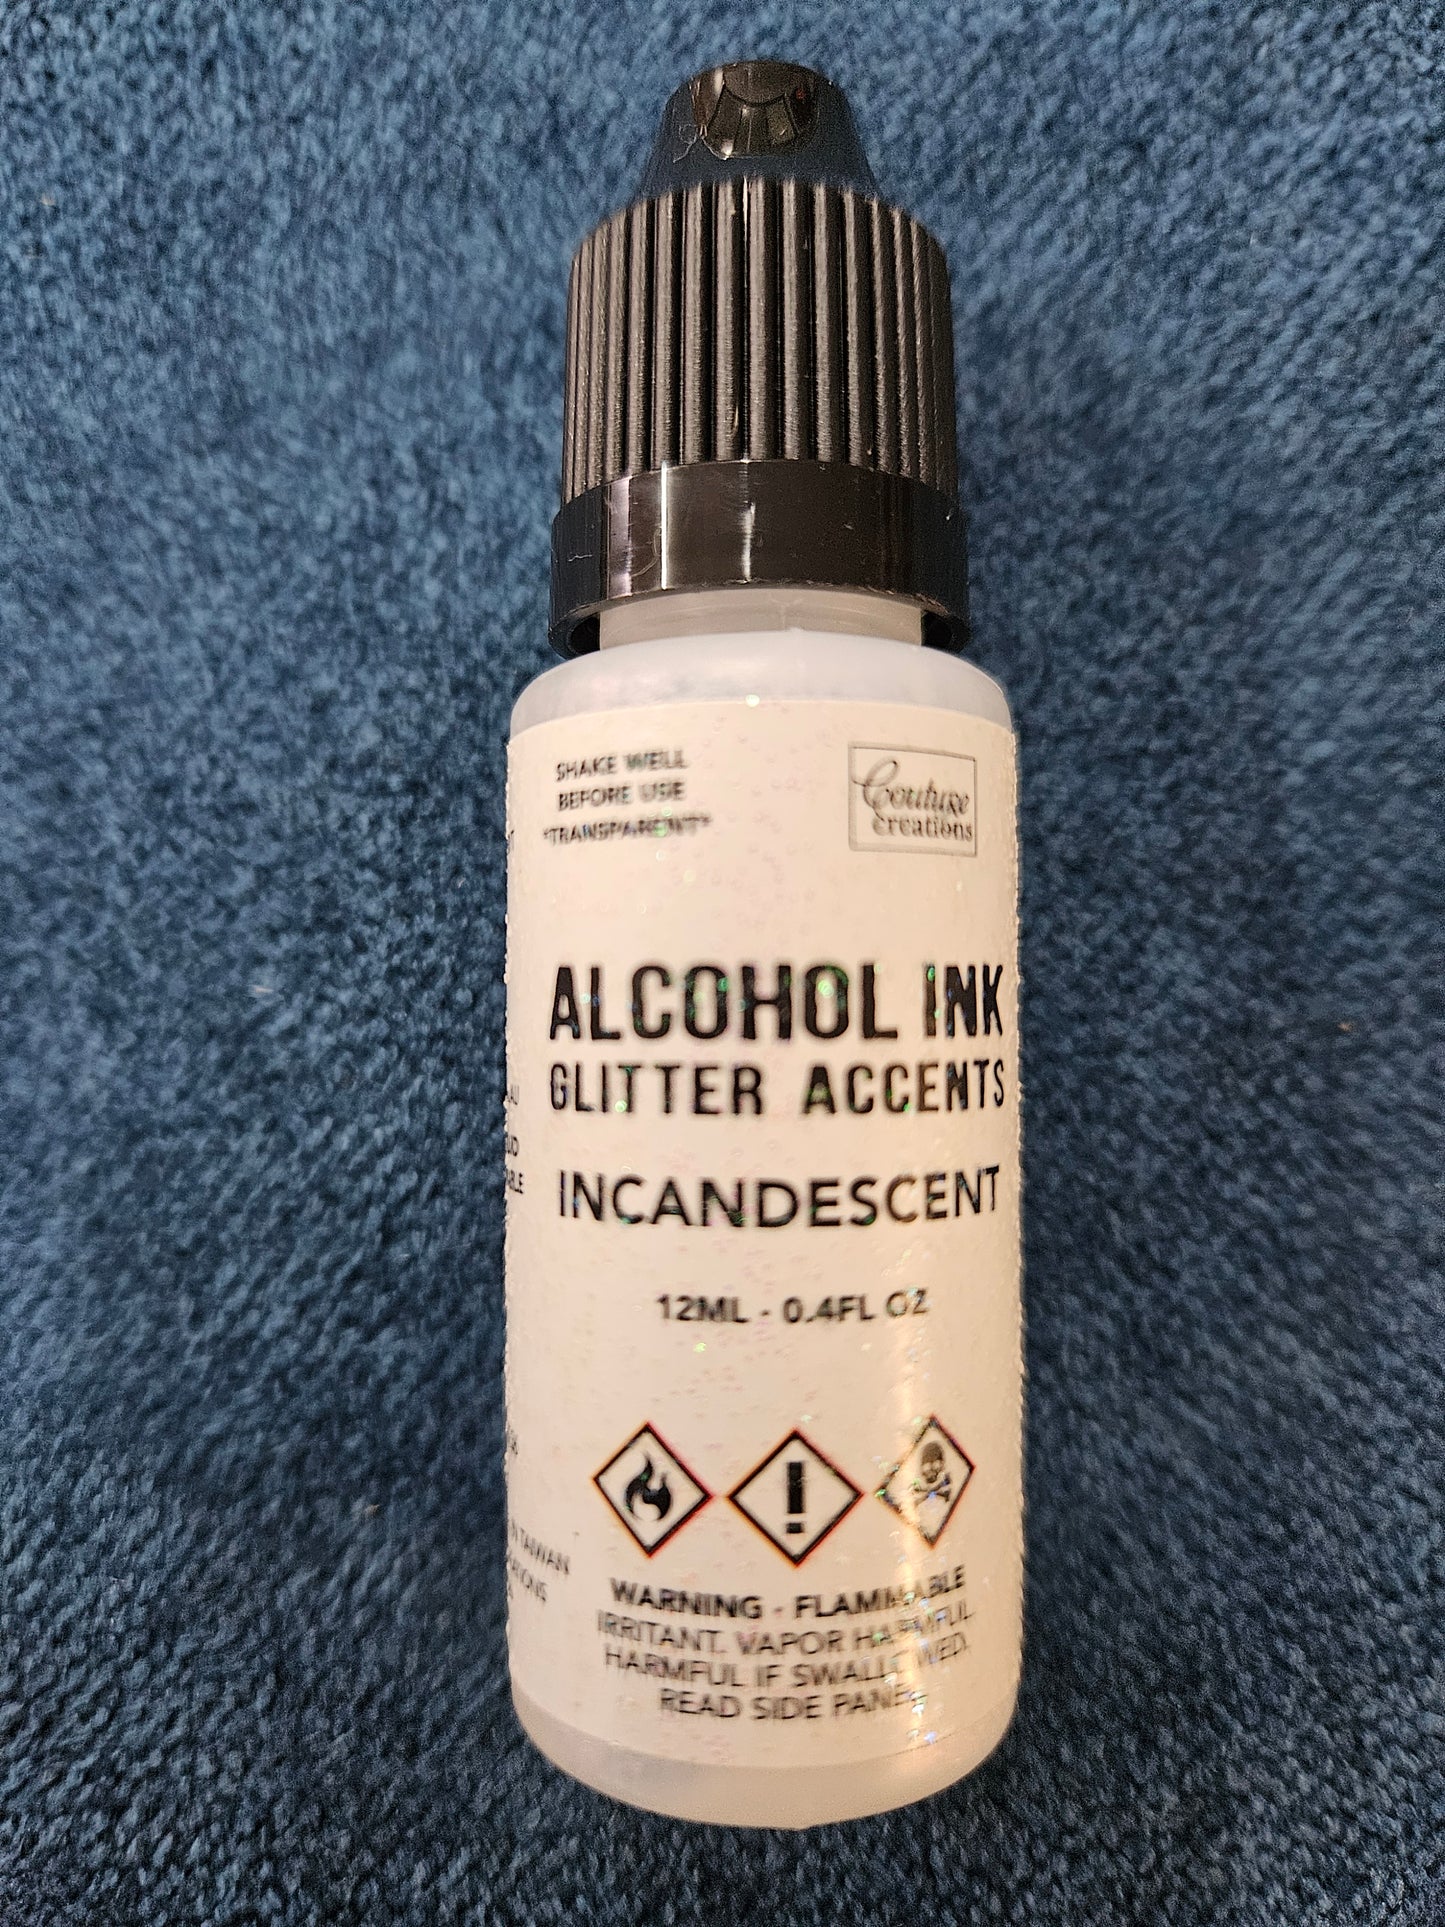 SHAKE WELL
BEFORE USE
*TRANSPARENT*
Couture
Creations
ALCOHOL INK
GLITTER ACCENTS
INCANDESCENT
12ML - 0.4FL OZ
WARNING - FLAMMABLE
IRRITANT. VAPOR HARMFUL.
HARMFUL IF SWALLOWED.
READ SIDE PANEL
TAIWAN